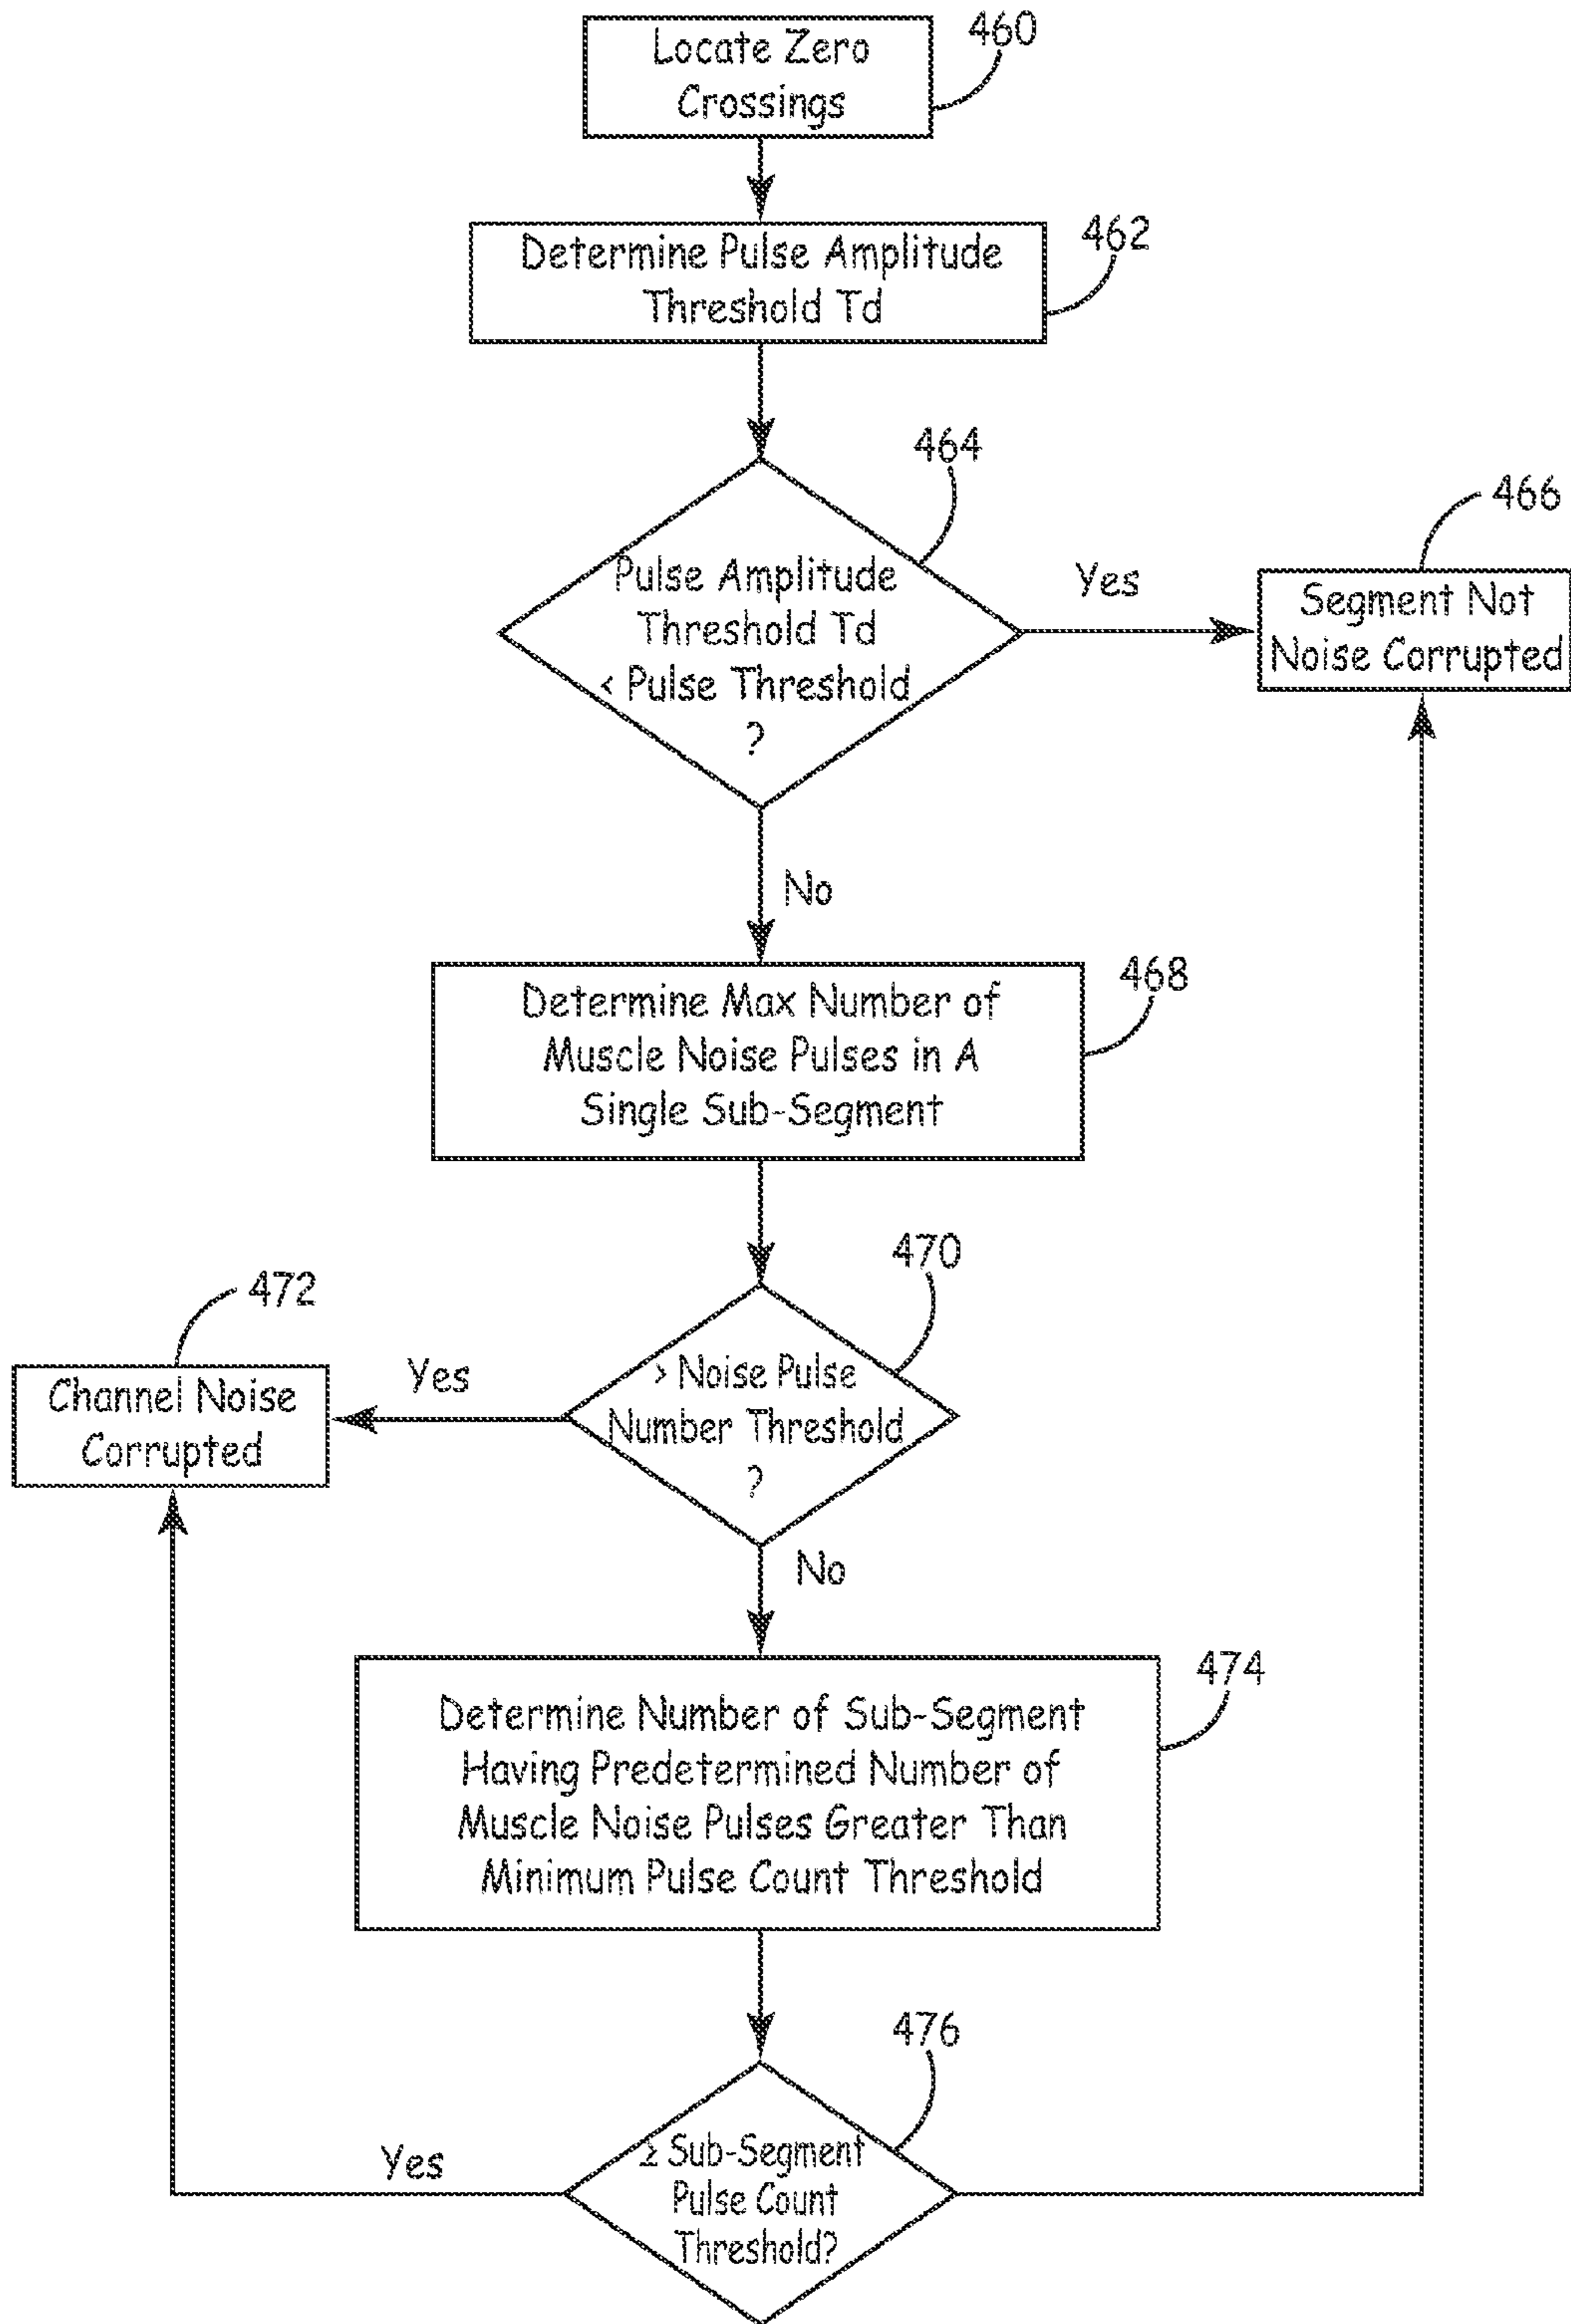 Locate Zero
Crossings
460
Determine Pulse Amplitude
Threshold Td
462
464
Pulse Amplitude
Threshold Td
< Pulse Threshold
?
Yes
466
Segment Not
Noise Corrupted
No
468
Determine Max Number of
Muscle Noise Pulses in A
Single Sub-Segment
470
> Noise Pulse
Number Threshold
?
Yes
472
Channel Noise
Corrupted
No
474
Determine Number of Sub-Segment
Having Predetermined Number of
Muscle Noise Pulses Greater Than
Minimum Pulse Count Threshold
476
≥ Sub-Segment
Pulse Count
Threshold?
Yes